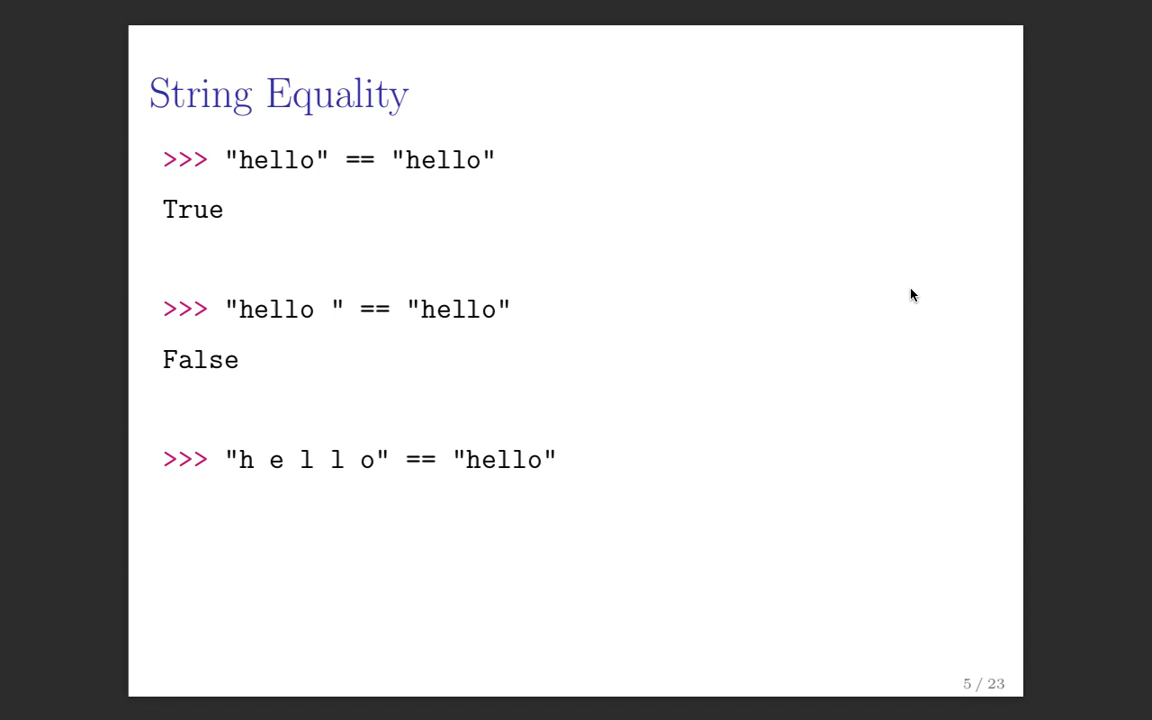 String Equality
>>> "hello" == "hello"
True
>>> "hello " == "hello"
False
>>> "h e l l o" == "hello"
5 / 23